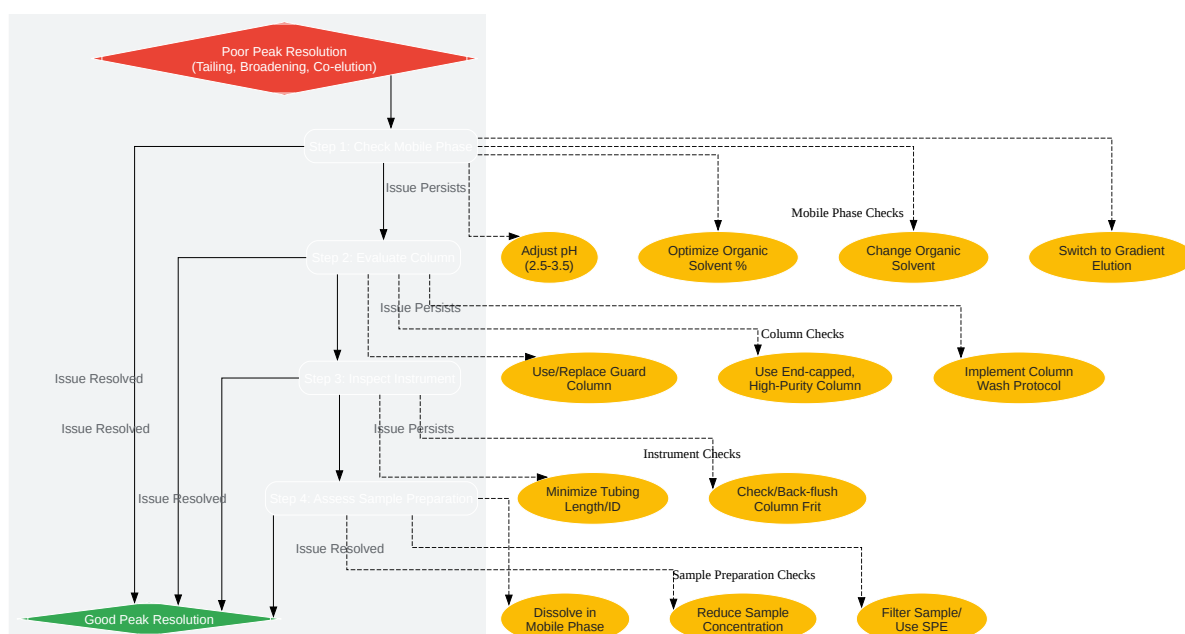 Poor Peak Resolution
(Tailing, Broadening, Co-elution)
Step 1: Check Mobile Phase
Issue Persists
Mobile Phase Checks
Adjust pH
(2.5-3.5)
Optimize Organic
Solvent %
Change Organic
Solvent
Switch to Gradient
Elution
Step 2: Evaluate Column
Issue Persists
Column Checks
Use/Replace Guard
Column
Use End-capped,
High-Purity Column
Implement Column
Wash Protocol
Step 3: Inspect Instrument
Issue Resolved
Issue Resolved
Issue Persists
Instrument Checks
Minimize Tubing
Length/ID
Check/Back-flush
Column Frit
Step 4: Assess Sample Preparation
Issue Resolved
Issue Resolved
Sample Preparation Checks
Dissolve in
Mobile Phase
Reduce Sample
Concentration
Filter Sample/
Use SPE
Good Peak Resolution